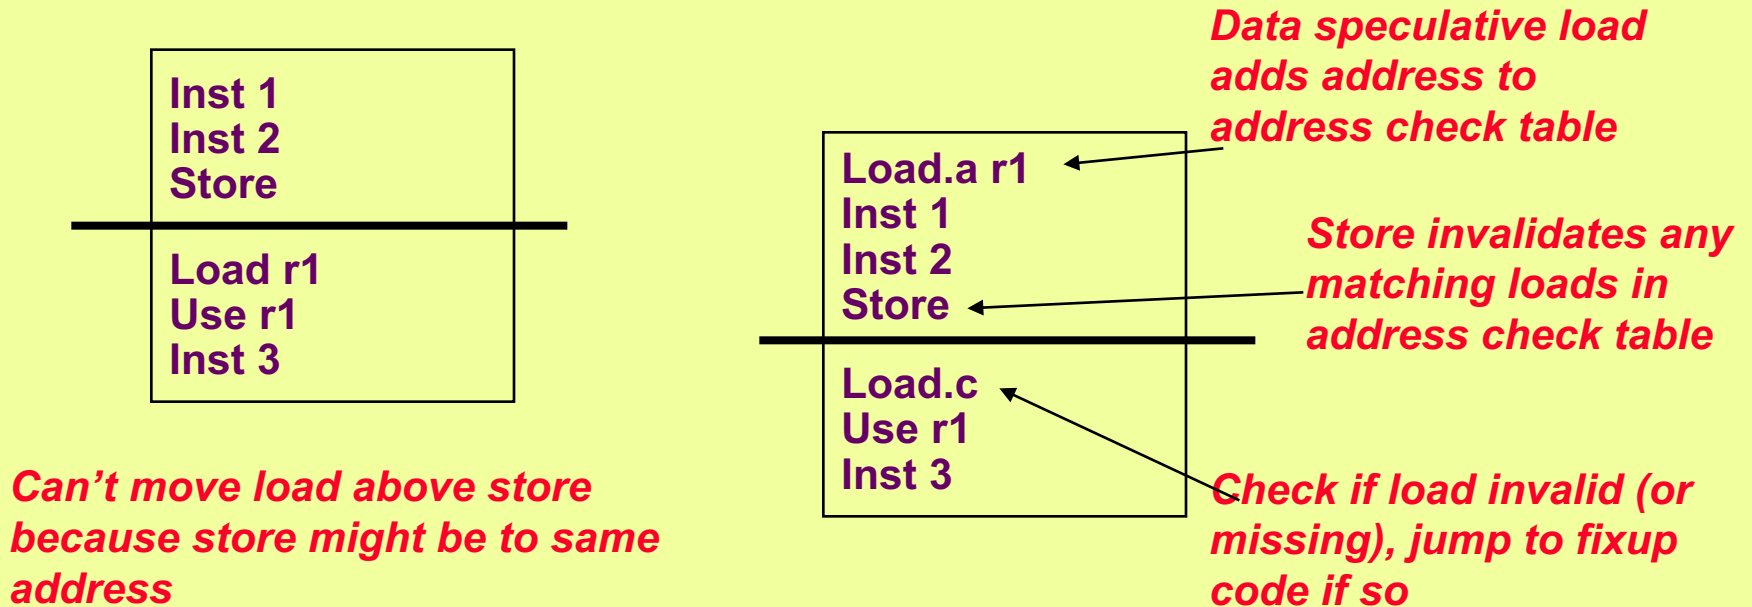 Inst 1
Inst 2
Store
Load r1
Use r1
Inst 3
Can’t move load above store
because store might be to same
address
Load.a r1
Inst 1
Inst 2
Store
Load.c
Use r1
Inst 3
Data speculative load
adds address to
address check table
Store invalidates any
matching loads in
address check table
Check if load invalid (or
missing), jump to fixup
code if so